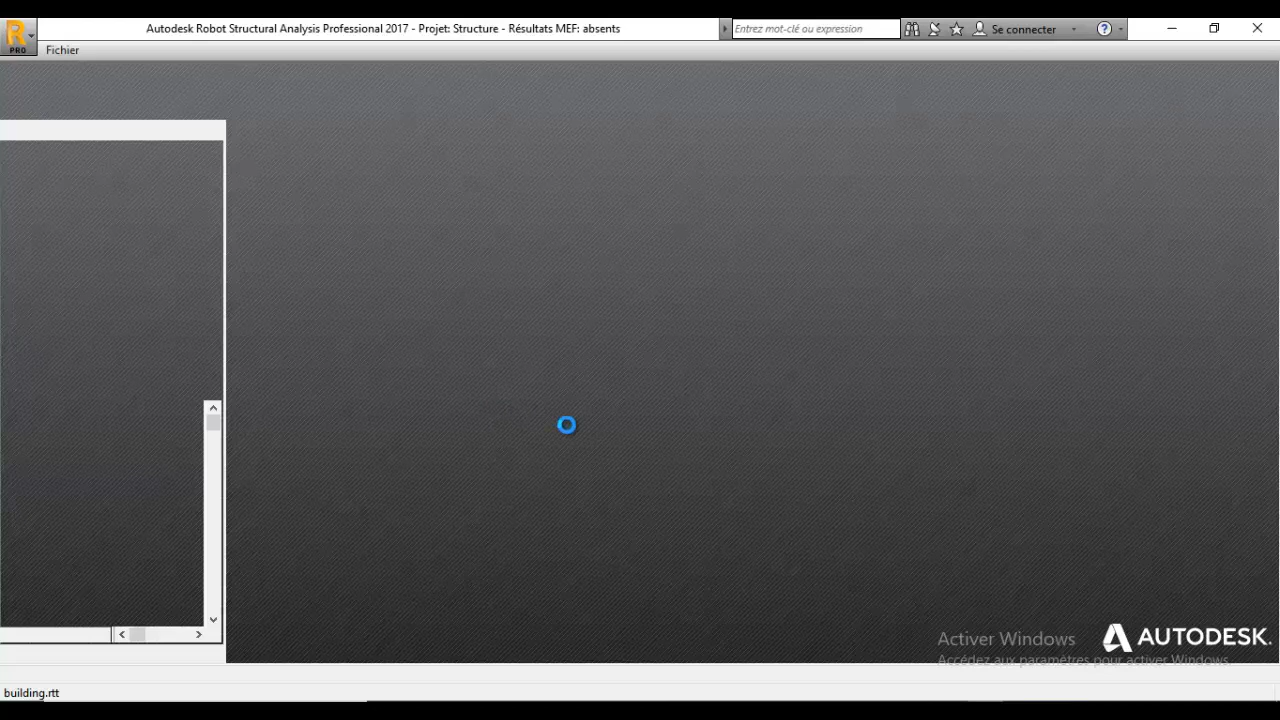 Autodesk Robot Structural Analysis Professional 2017 - Projet: Structure - Résultats MEF: absents
Entrez mot-clé ou expression
Se connecter
PRO
Fichier
Activer Windows
AUTODESK.
Accédez aux paramètres pour activer Windows.
building.rtt